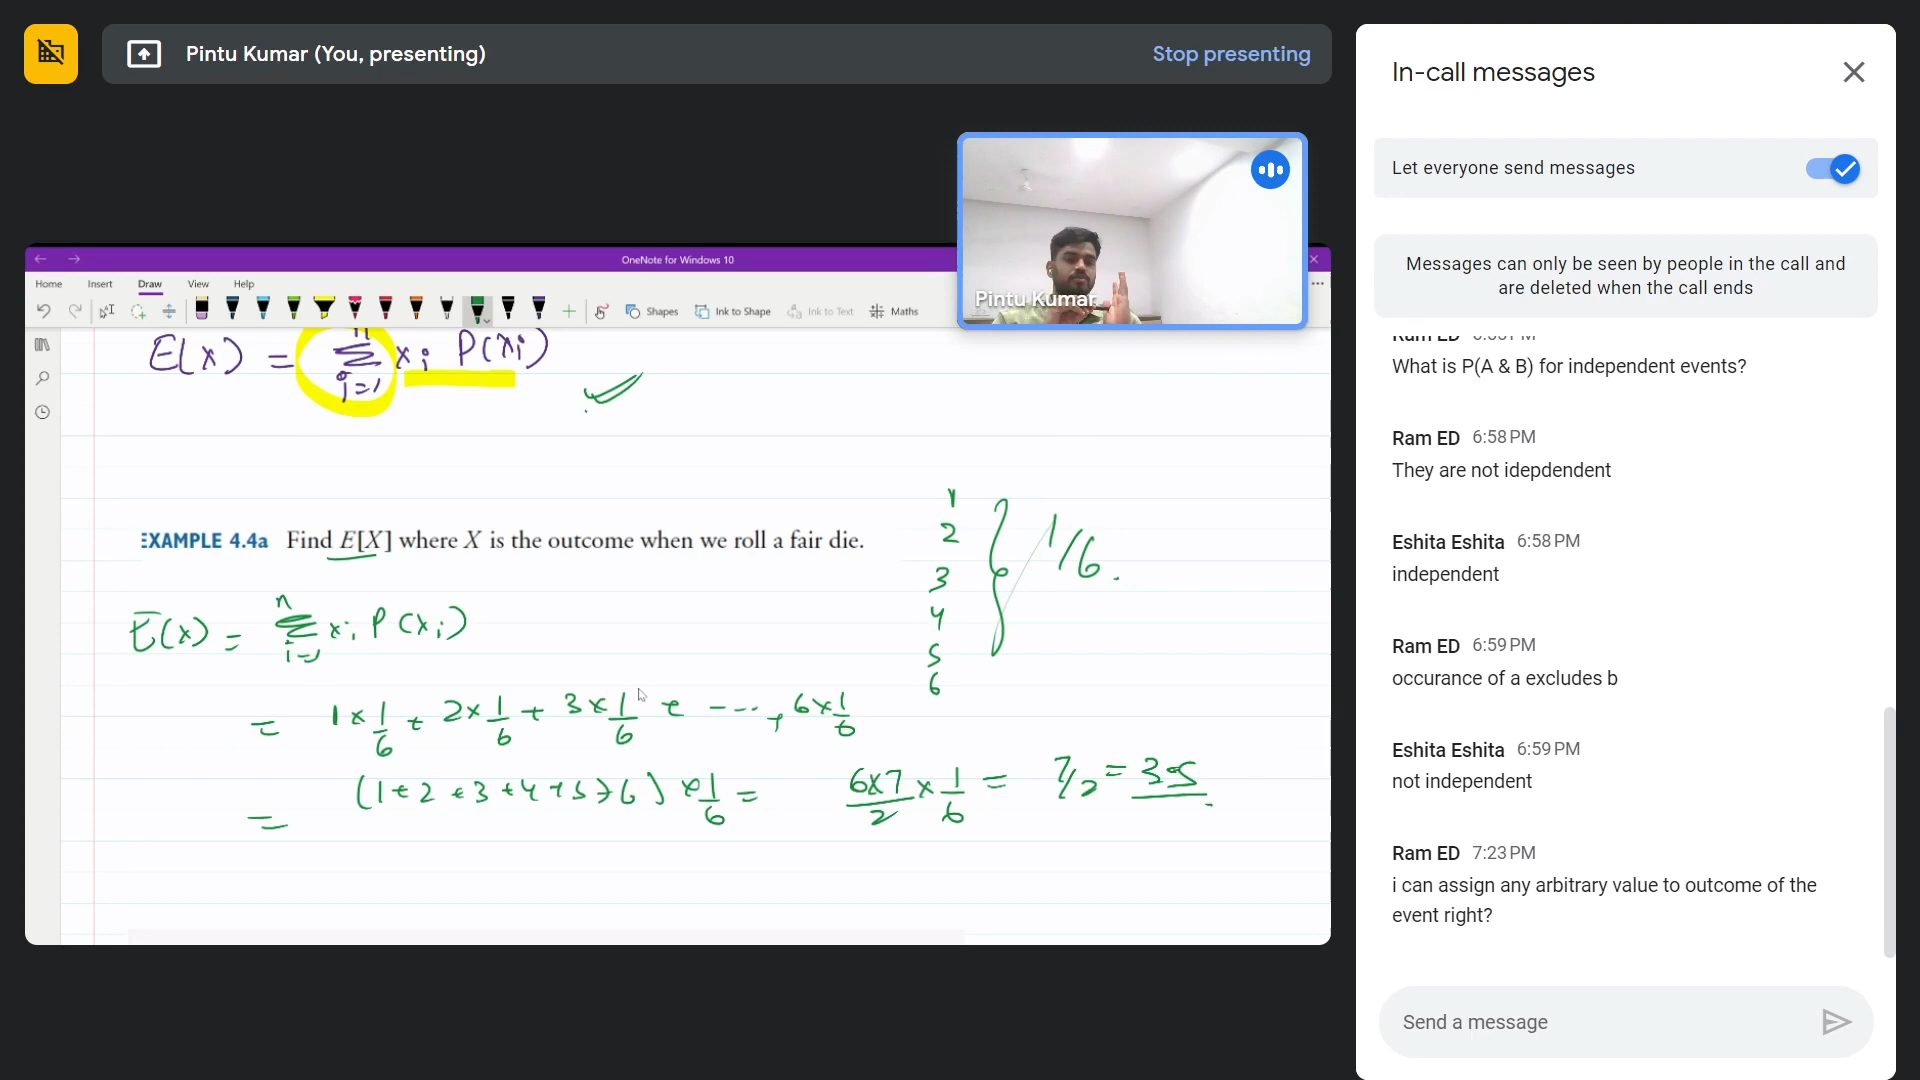 Pintu Kumar (You, presenting)
Stop presenting
In-call messages
Let everyone send messages
Messages can only be seen by people in the call and
are deleted when the call ends
What is P(A & B) for independent events?
Ram ED 6:58 PM
They are not idepdendent
Eshita Eshita 6:58 PM
independent
Ram ED 6:59 PM
occurance of a excludes b
Eshita Eshita 6:59 PM
not independent
Ram ED 7:23 PM
i can assign any arbitrary value to outcome of the
event right?
Send a message
Pintu Kumar
OneNote for Windows 10
Home Insert Draw View Help
Shapes Ink to Shape Ink to Text Maths
E(x) = Σ i=1 n xi P(xi)
EXAMPLE 4.4a Find E[X] where X is the outcome when we roll a fair die.
1
2
3
4
5
6
1/6.
E(x) = Σ i=1 n xi P(xi)
= 1 × 1/6 + 2 × 1/6 + 3 × 1/6 + ---- + 6 × 1/6
= (1+2+3+4+5+6) × 1/6 = 6×7/2 × 1/6 = 7/2 = 3.5